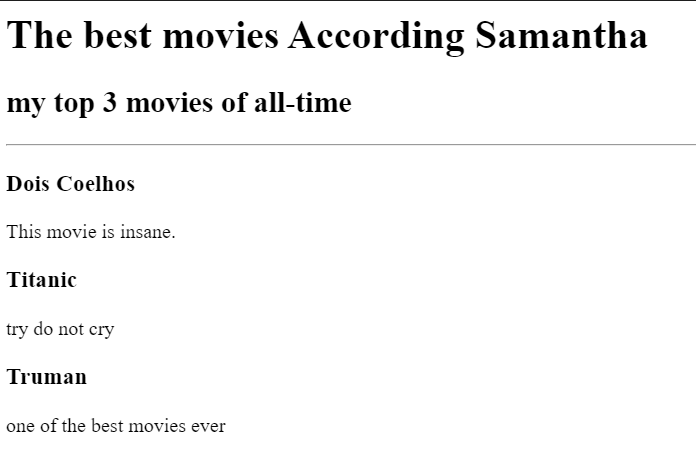 The best movies According Samantha
my top 3 movies of all-time
Dois Coelhos
This movie is insane.
Titanic
try do not cry
Truman
one of the best movies ever